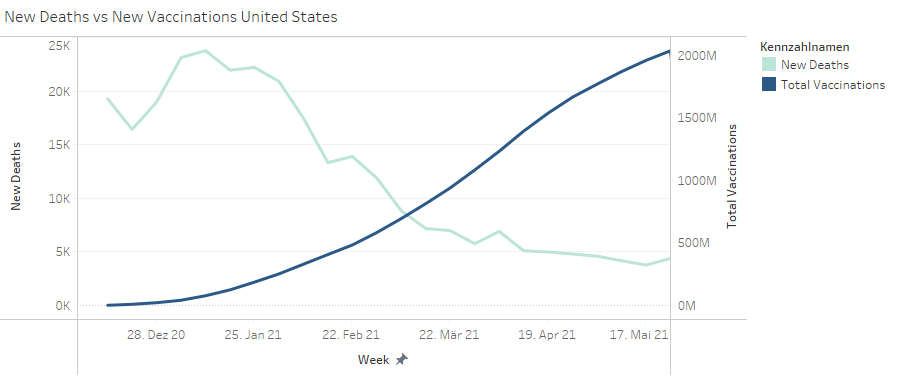 New Deaths vs New Vaccinations United States
Kennzahlnamen
New Deaths
Total Vaccinations
25K
20K
15K
10K
5K
0K
New Deaths
2000M
1500M
1000M
500M
0M
Total Vaccinations
28. Dez 20 25. Jan 21 22. Feb 21 22. Mär 21 19. Apr 21 17. Mai 21
Week